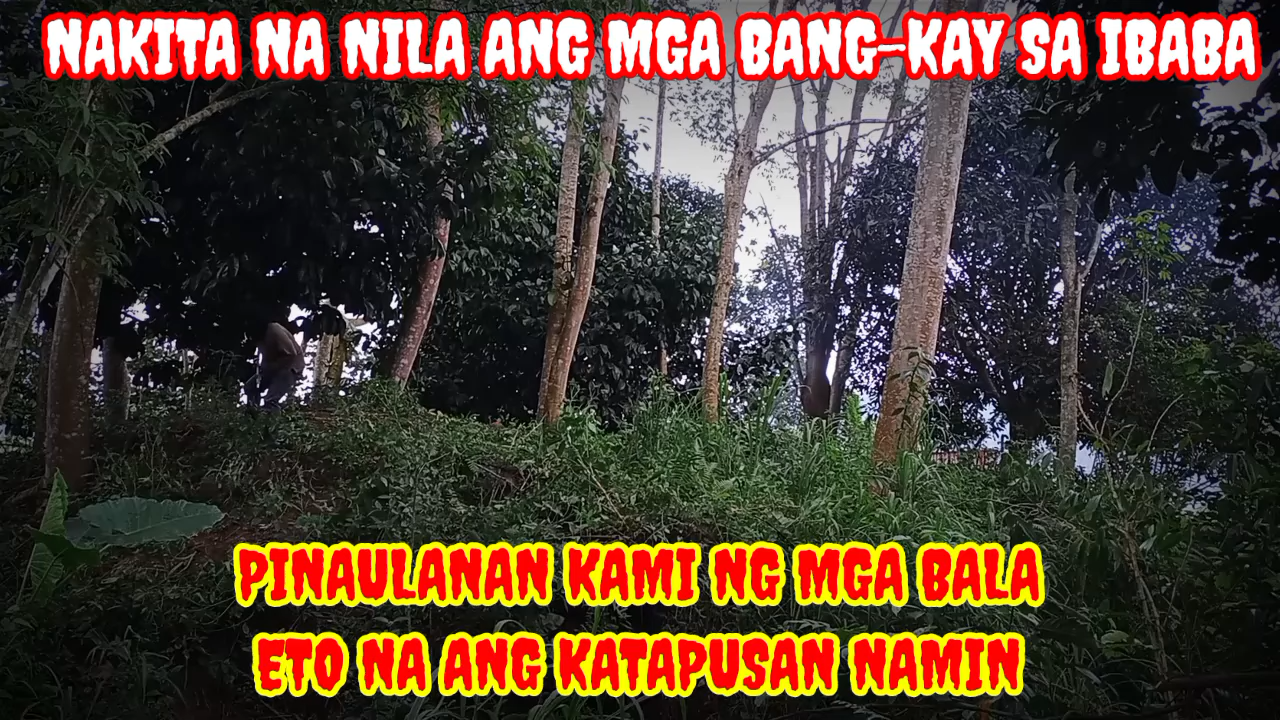 NAKITA NA NILA ANG MGA BANG-KAY SA IBABA
PINAULANAN KAMI NG MGA BALA
ETO NA ANG KATAPUSAN NAMIN